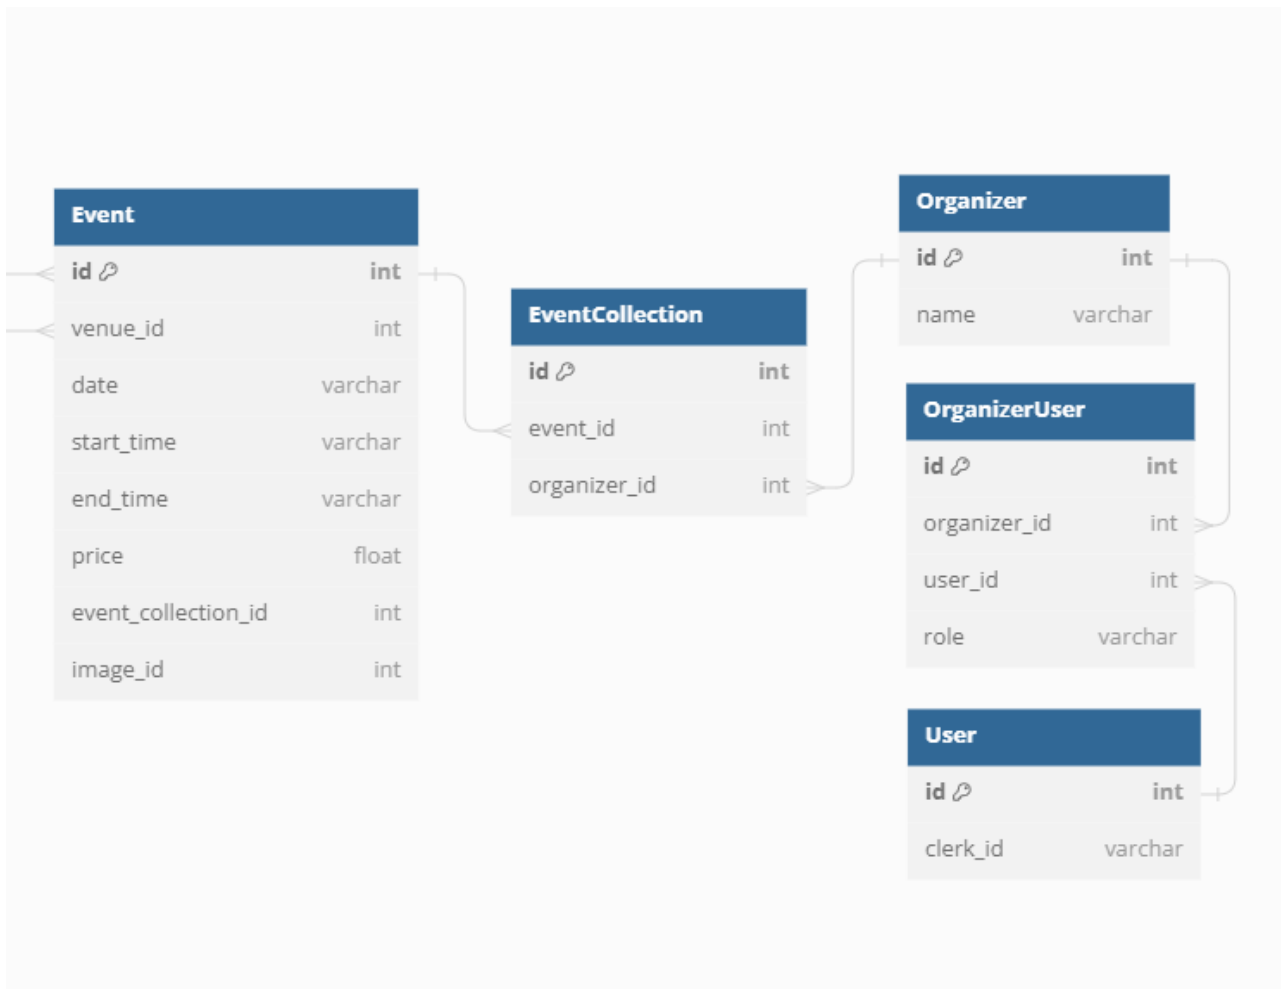 Event
id int
venue_id int
date varchar
start_time varchar
end_time varchar
price float
event_collection_id int
image_id int
EventCollection
id int
event_id int
organizer_id int
Organizer
id int
name varchar
OrganizerUser
id int
organizer_id int
user_id int
role varchar
User
id int
clerk_id varchar